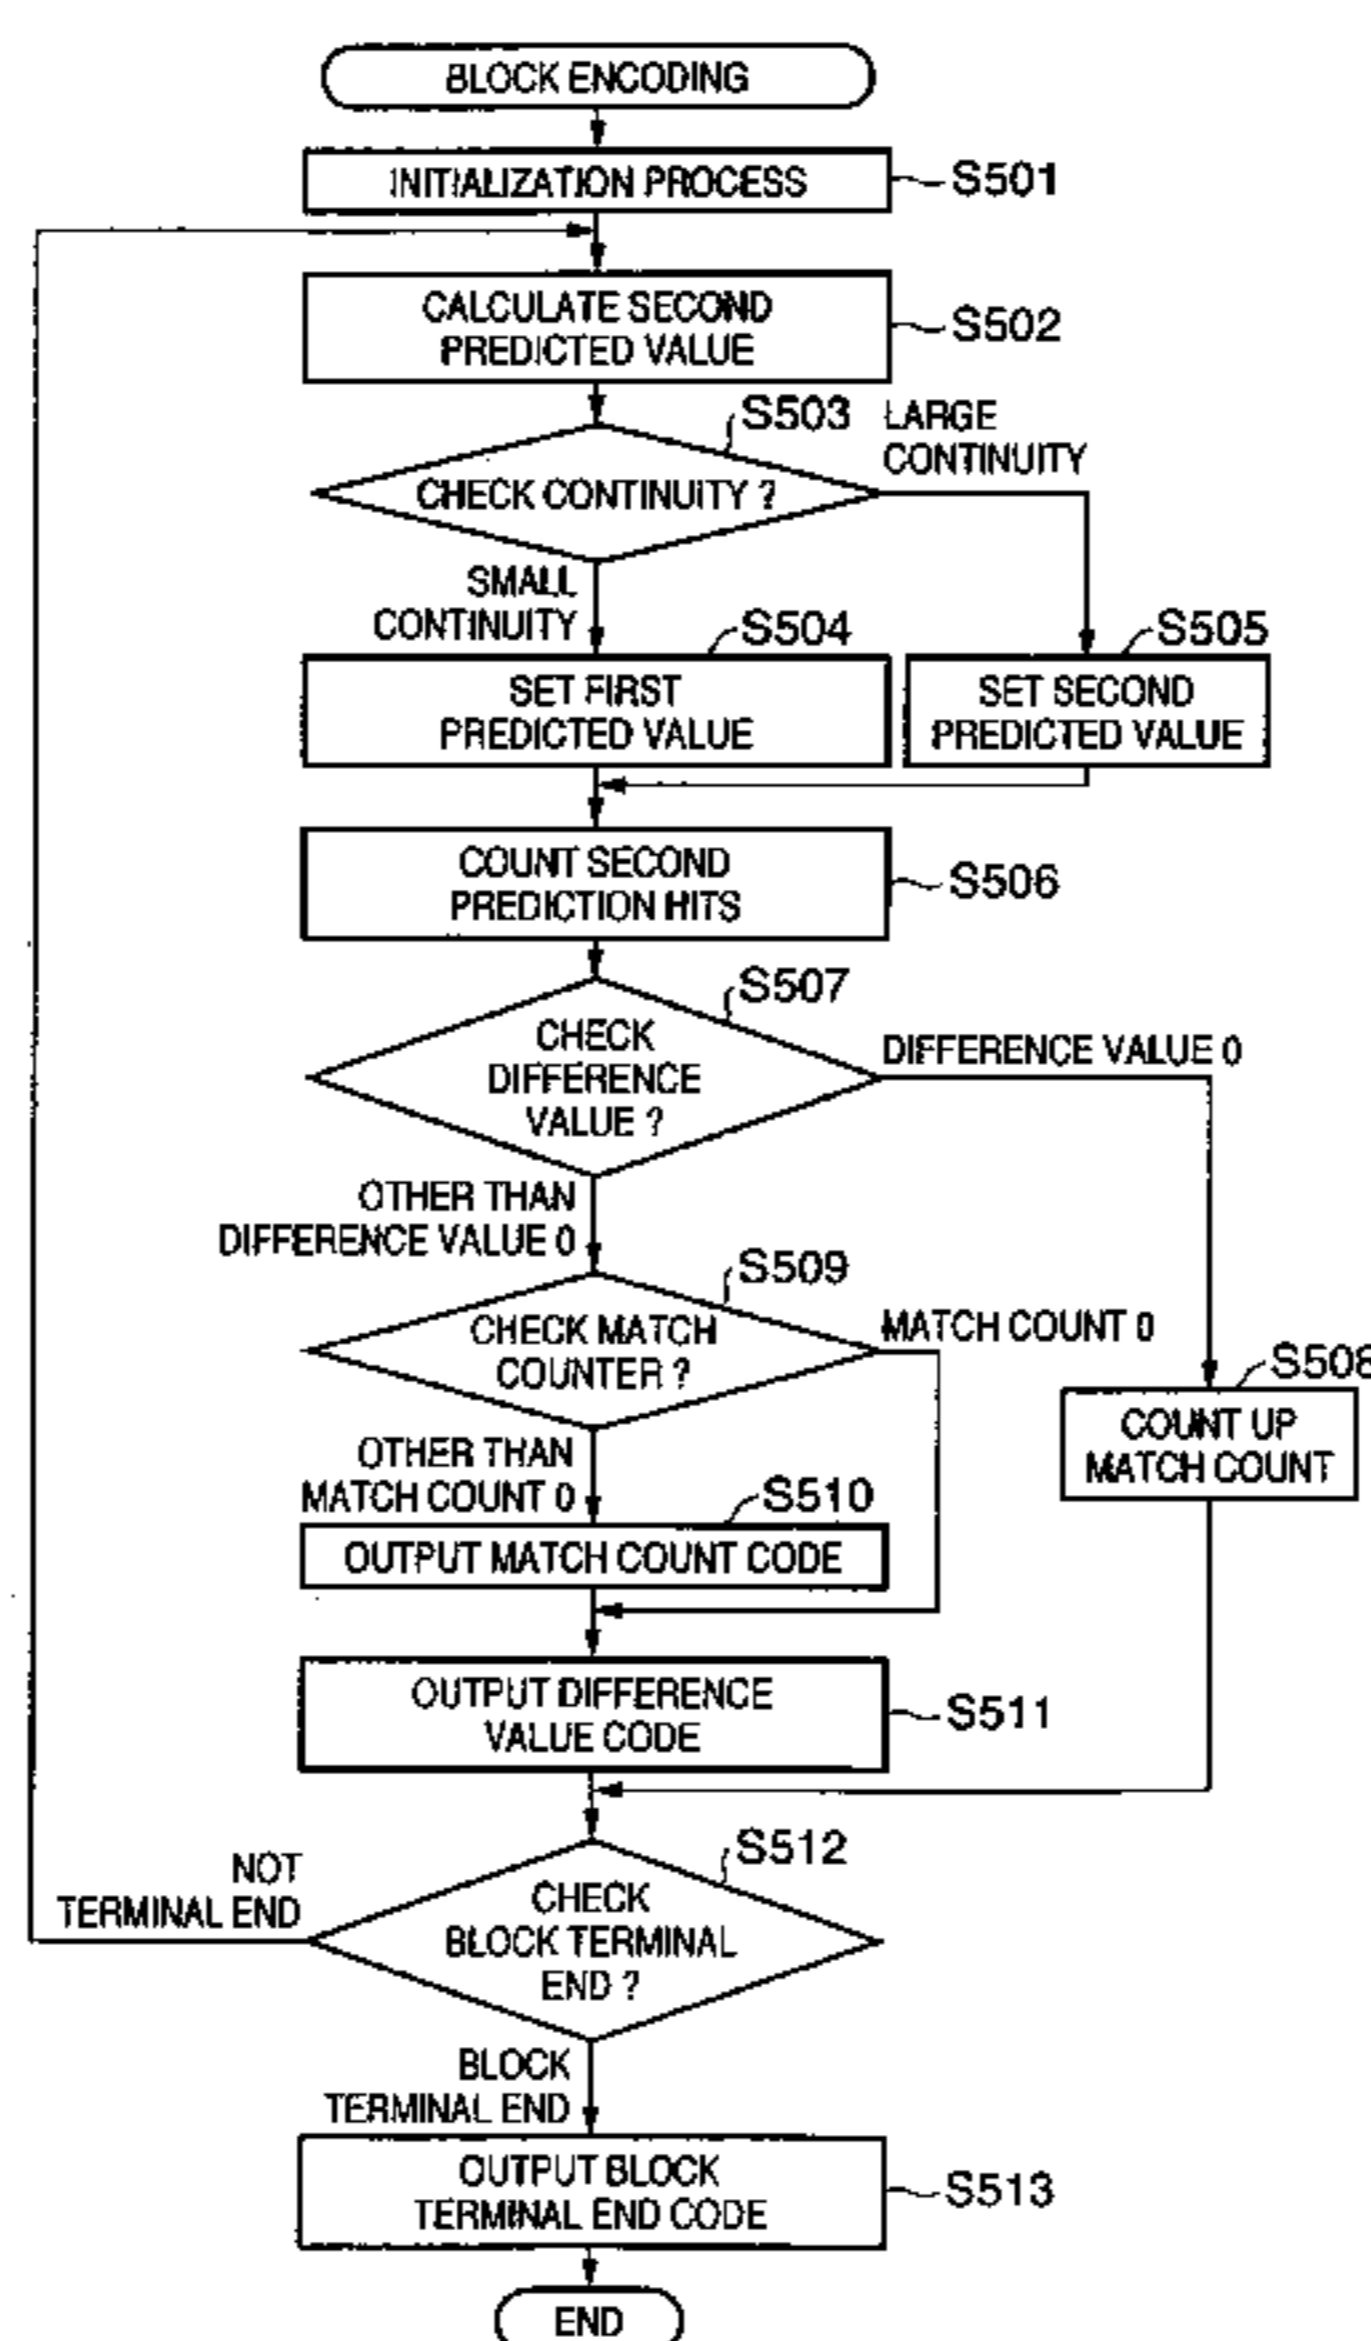 BLOCK ENCODING
INITIALIZATION PROCESS
S501
CALCULATE SECOND
PREDICTED VALUE
S502
S503
LARGE
CONTINUITY
CHECK CONTINUITY ?
SMALL
CONTINUITY
S504
S505
SET FIRST
PREDICTED VALUE
SET SECOND
PREDICTED VALUE
COUNT SECOND
PREDICTION HITS
S506
S507
CHECK
DIFFERENCE
VALUE ?
DIFFERENCE VALUE 0
OTHER THAN
DIFFERENCE VALUE 0
S509
CHECK MATCH
COUNTER ?
MATCH COUNT 0
S508
COUNT UP
MATCH COUNT
OTHER THAN
MATCH COUNT 0
S510
OUTPUT MATCH COUNT CODE
OUTPUT DIFFERENCE
VALUE CODE
S511
S512
NOT
TERMINAL END
CHECK
BLOCK TERMINAL
END ?
BLOCK
TERMINAL END
OUTPUT BLOCK
TERMINAL END CODE
S513
END